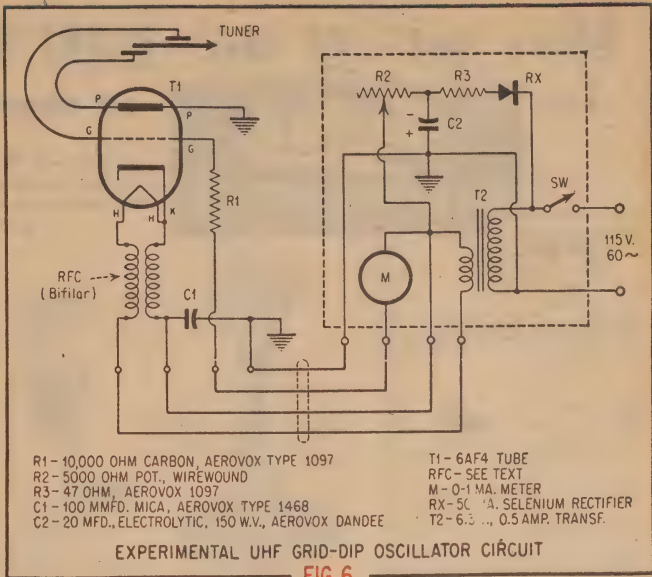 TUNER
T1
P
P
G
G
H
H
K
R1
RFC
(Bifilar)
C1
R2
R3
RX
-
+
C2
T2
SW
M
115 V.
60~
R1 - 10,000 OHM CARBON, AEROVOX TYPE 1097
R2 - 5000 OHM POT., WIREWOUND
R3 - 47 OHM, AEROVOX 1097
C1 - 100 MMFD. MICA, AEROVOX TYPE 1468
C2 - 20 MFD., ELECTROLYTIC, 150 W.V., AEROVOX DANDEE
T1 - 6AF4 TUBE
RFC - SEE TEXT
M - 0-1 MA. METER
RX - SELENIUM RECTIFIER
T2 - 0.5 AMP. TRANSF.
EXPERIMENTAL UHF GRID-DIP OSCILLATOR CIRCUIT
FIG. 6